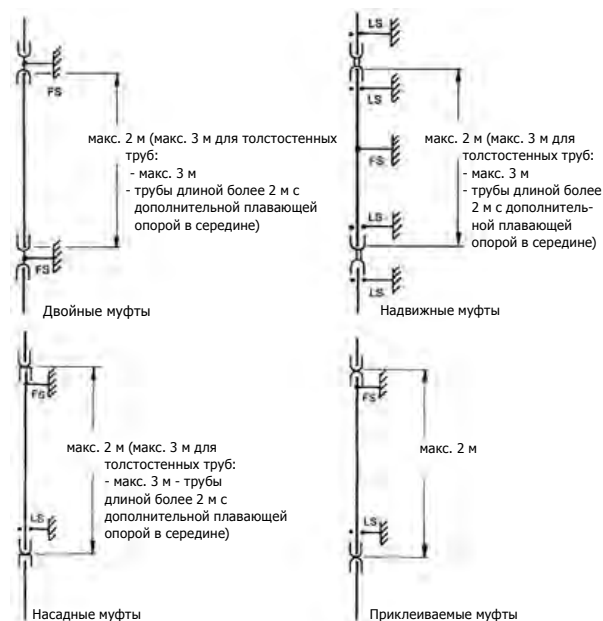 FS
макс. 2 м (макс. 3 м для толстостенных
труб:
- макс. 3 м
- трубы длиной более 2 м с
дополнительной плавающей
опорой в середине)
FS
Двойные муфты
LS
LS
FS
макс. 2 м (макс. 3 м для
толстостенных труб:
- макс. 3 м
- трубы длиной более
2 м с дополнитель-
ной плавающей
опорой в середине)
LS
LS
Надвижные муфты
FS
макс. 2 м (макс. 3 м для
толстостенных труб:
- макс. 3 м - трубы
длиной более 2 м с
дополнительной плавающей
опорой в середине)
LS
Насадные муфты
FS
макс. 2 м
LS
Приклеиваемые муфты